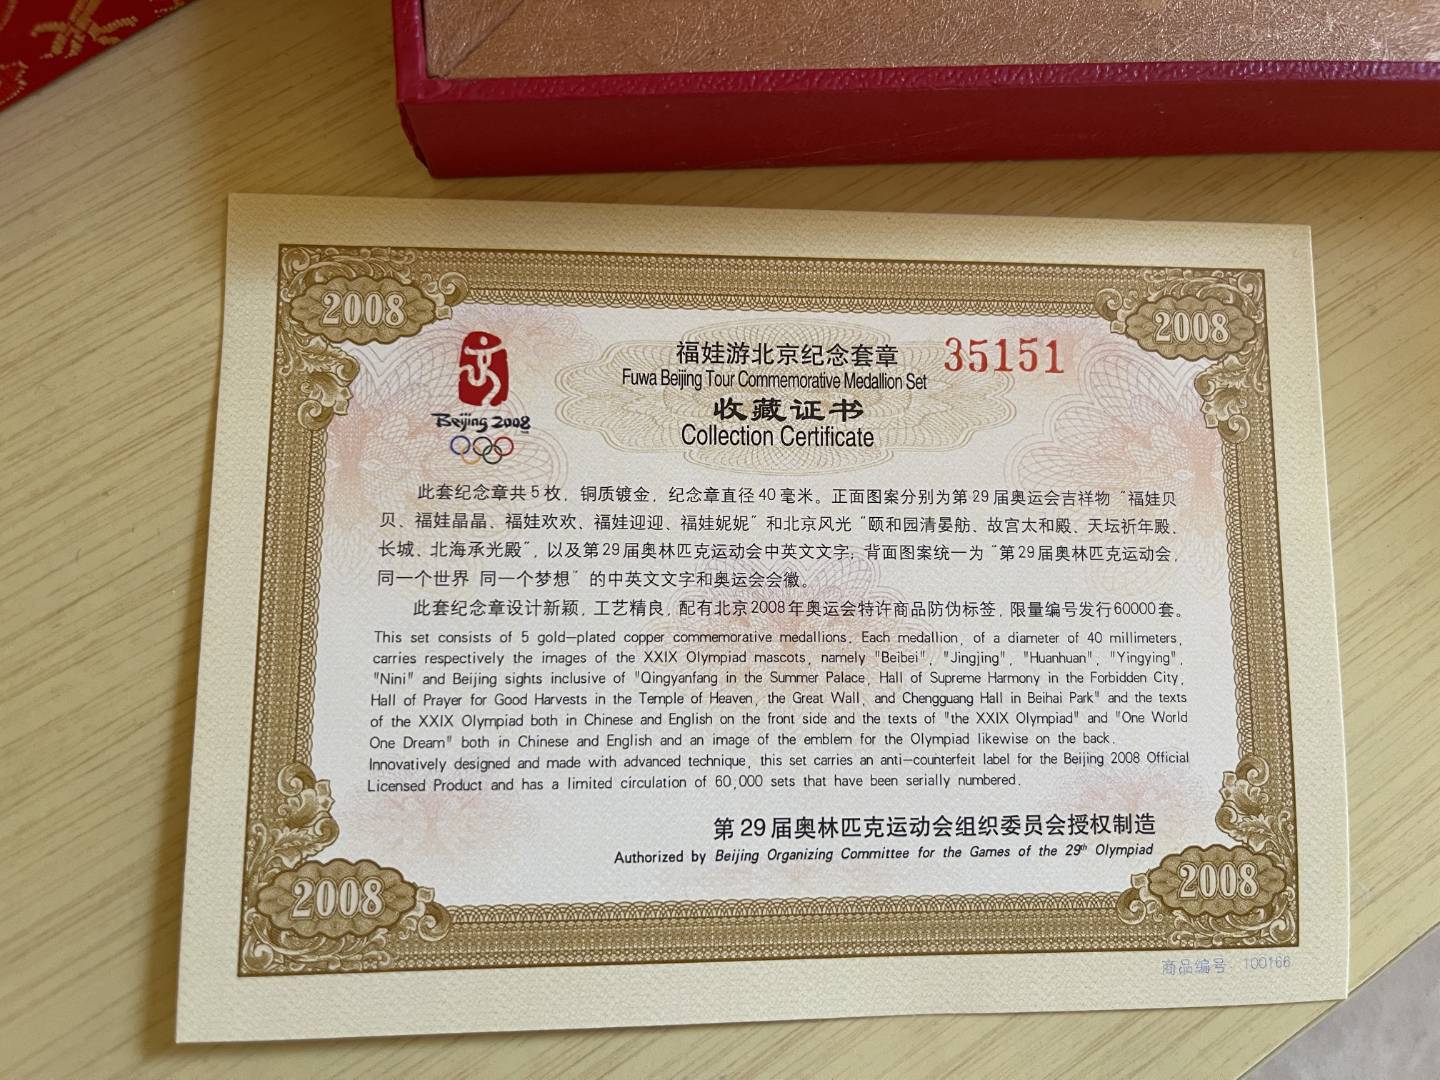 2008
2008
Beijing 2008
福娃游北京纪念套章
35151
Fuwa Beijing Tour Commemorative Medallion Set
收藏证书
Collection Certificate
此套纪念章共5枚，铜质镀金，纪念章直径40毫米。正面图案分别为第29届奥运会吉祥物“福娃贝
贝、福娃晶晶、福娃欢欢、福娃迎迎、福娃妮妮”和北京风光“颐和园清晏舫、故宫太和殿、天坛祈年殿、
长城、北海承光殿”，以及第29届奥林匹克运动会中英文文字；背面图案统一为“第29届奥林匹克运动会，
同一个世界 同一个梦想”的中英文文字和奥运会会徽。
此套纪念章设计新颖，工艺精良，配有北京2008年奥运会特许商品防伪标签，限量编号发行60000套。
This set consists of 5 gold-plated copper commemorative medallions. Each medallion, of a diameter of 40 millimeters,
carries respectively the images of the XXIX Olympiad mascots, namely "Beibei", "Jingjing", "Huanhuan", "Yingying",
"Nini" and Beijing sights inclusive of "Qingyanfang in the Summer Palace, Hall of Supreme Harmony in the Forbidden City,
Hall of Prayer for Good Harvests in the Temple of Heaven, the Great Wall, and Chengguang Hall in Beihai Park" and the texts
of the XXIX Olympiad both in Chinese and English on the front side and the texts of "the XXIX Olympiad" and "One World
One Dream" both in Chinese and English and an image of the emblem for the Olympiad likewise on the back.
Innovatively designed and made with advanced technique, this set carries an anti-counterfeit label for the Beijing 2008 Official
Licensed Product and has a limited circulation of 60,000 sets that have been serially numbered.
第29届奥林匹克运动会组织委员会授权制造
Authorized by Beijing Organizing Committee for the Games of the 29th Olympiad
2008
2008
商品编号：100166